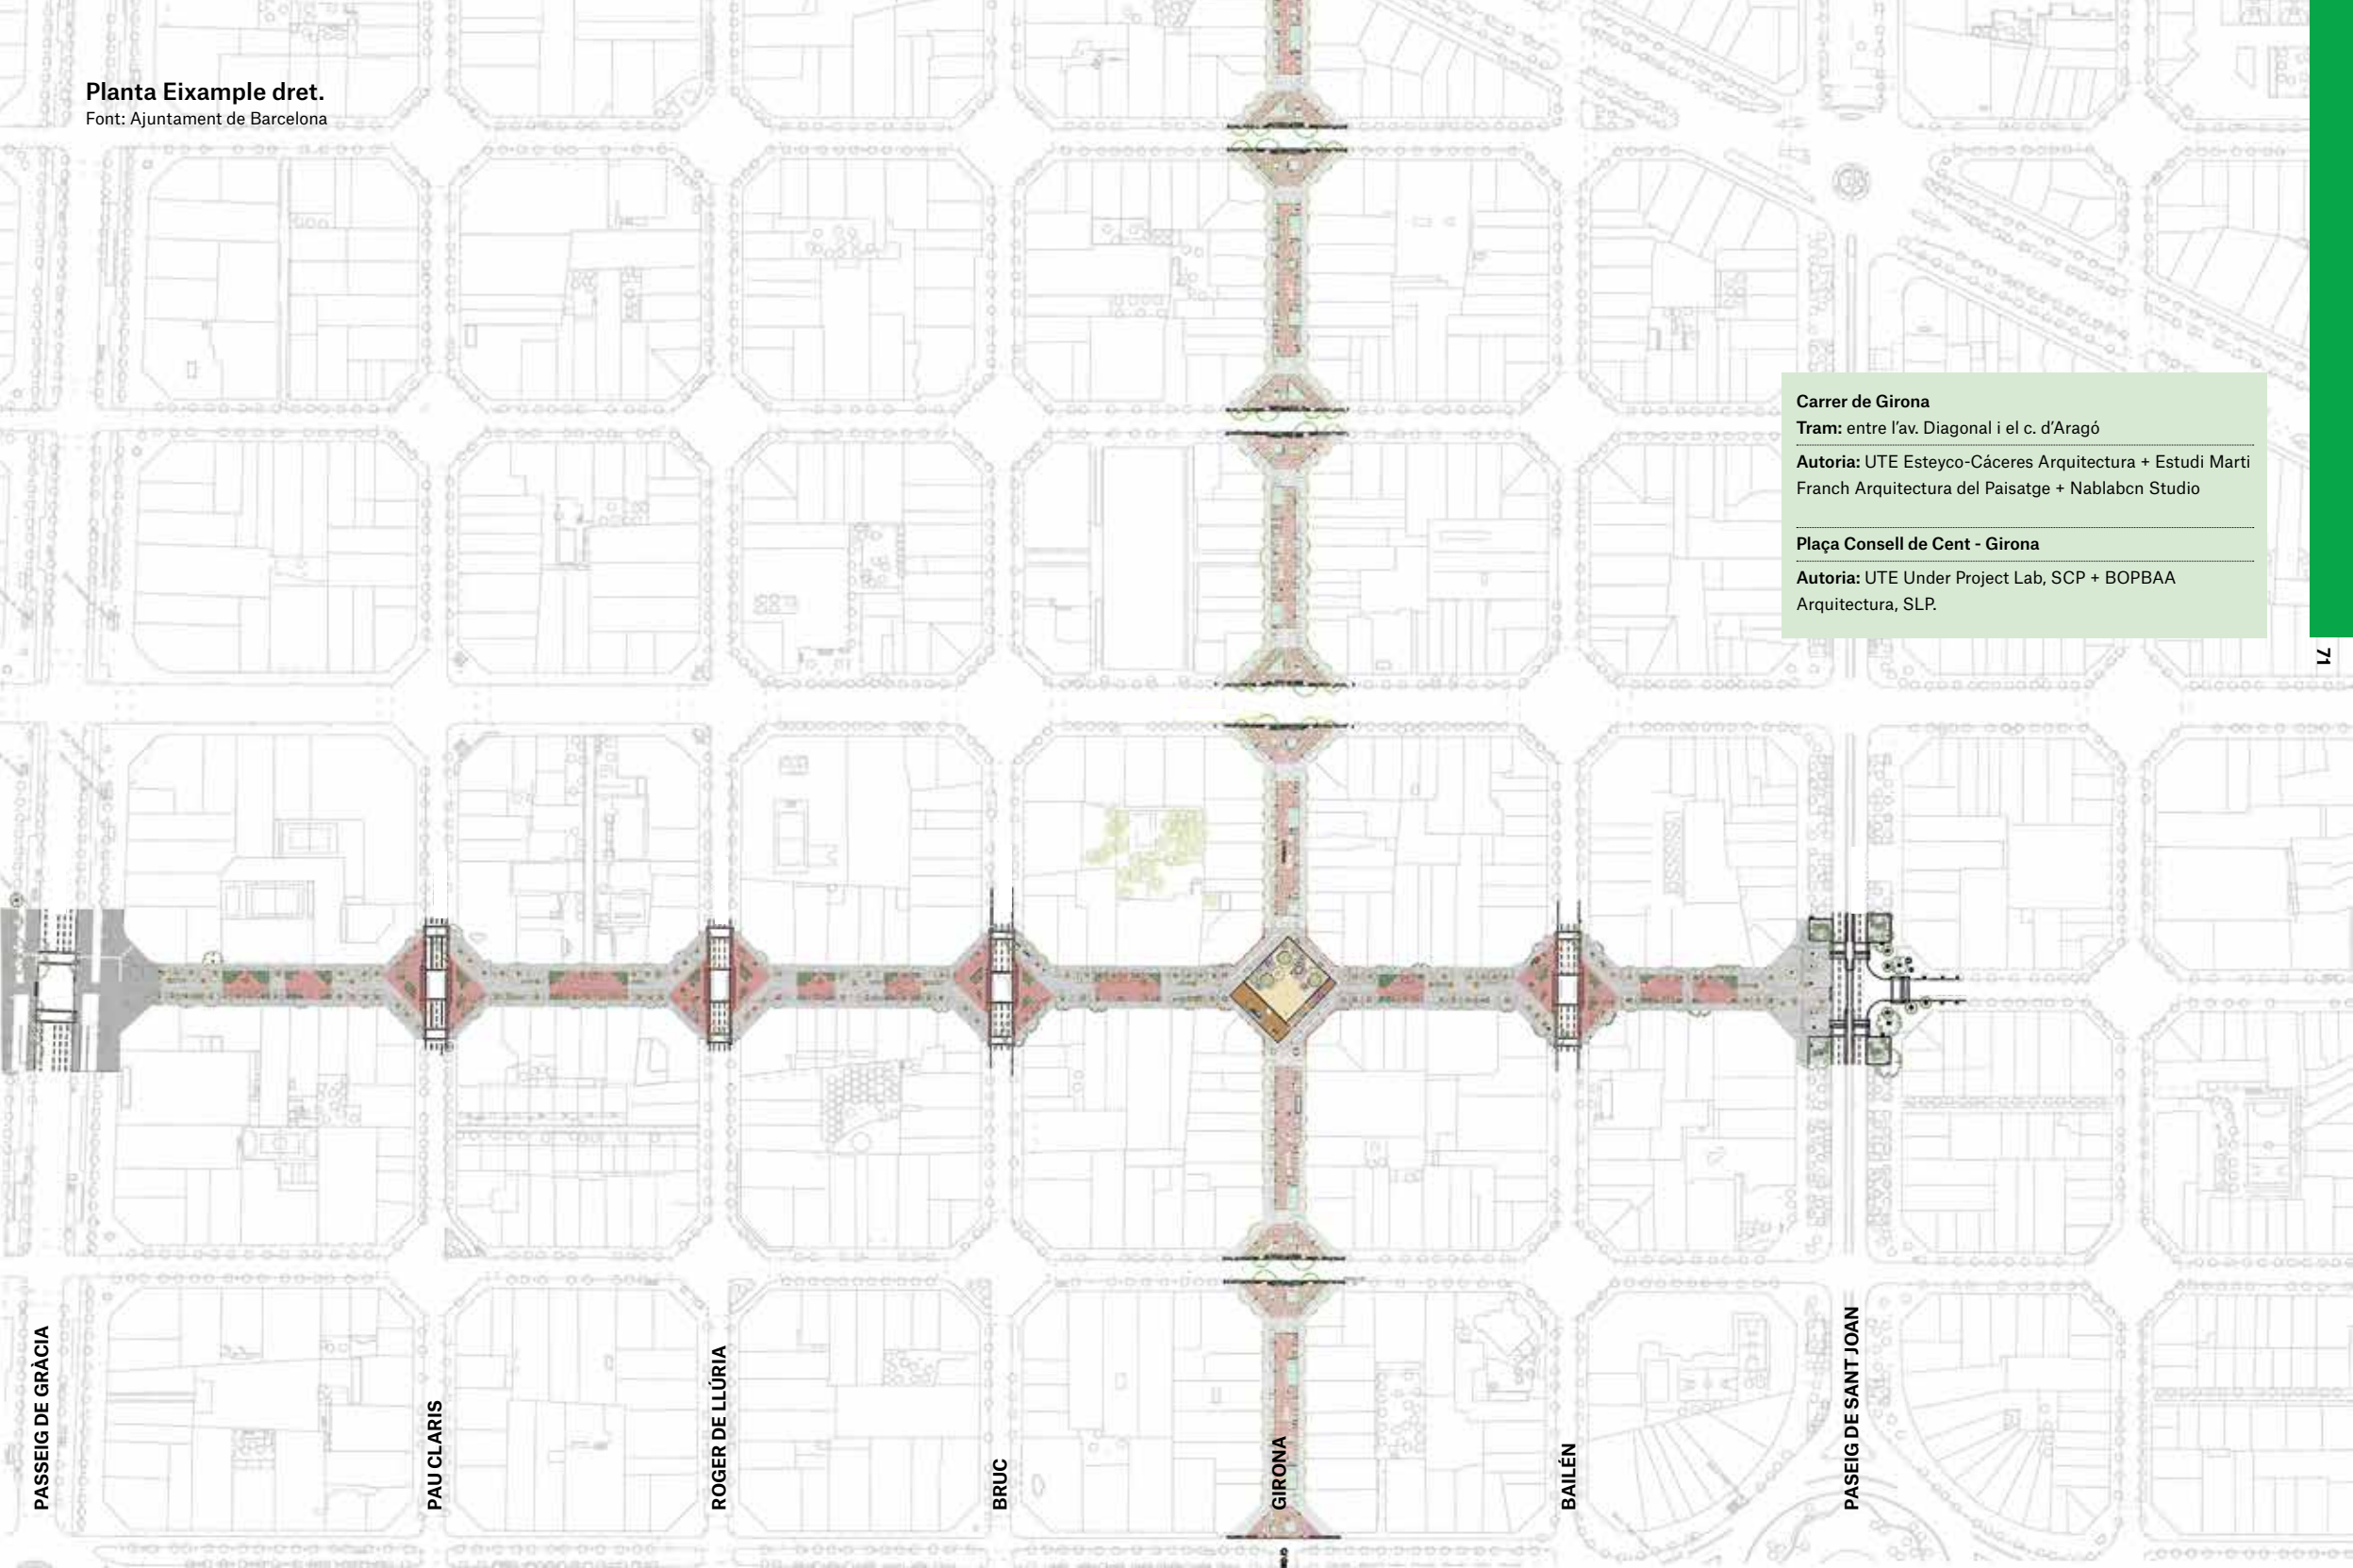 Planta Eixample dret.
Font: Ajuntament de Barcelona
Carrer de Girona
Tram: entre l'av. Diagonal i el c. d'Aragó
Autoria: UTE Esteyco-Cáceres Arquitectura + Estudi Marti
Franch Arquitectura del Paisatge + Nablabcn Studio
Plaça Consell de Cent - Girona
Autoria: UTE Under Project Lab, SCP + BOPBAA
Arquitectura, SLP.
71
PASSEIG DE GRÀCIA
PAU CLARIS
ROGER DE LLÚRIA
BRUC
GIRONA
BAILÉN
PASEIG DE SANT JOAN